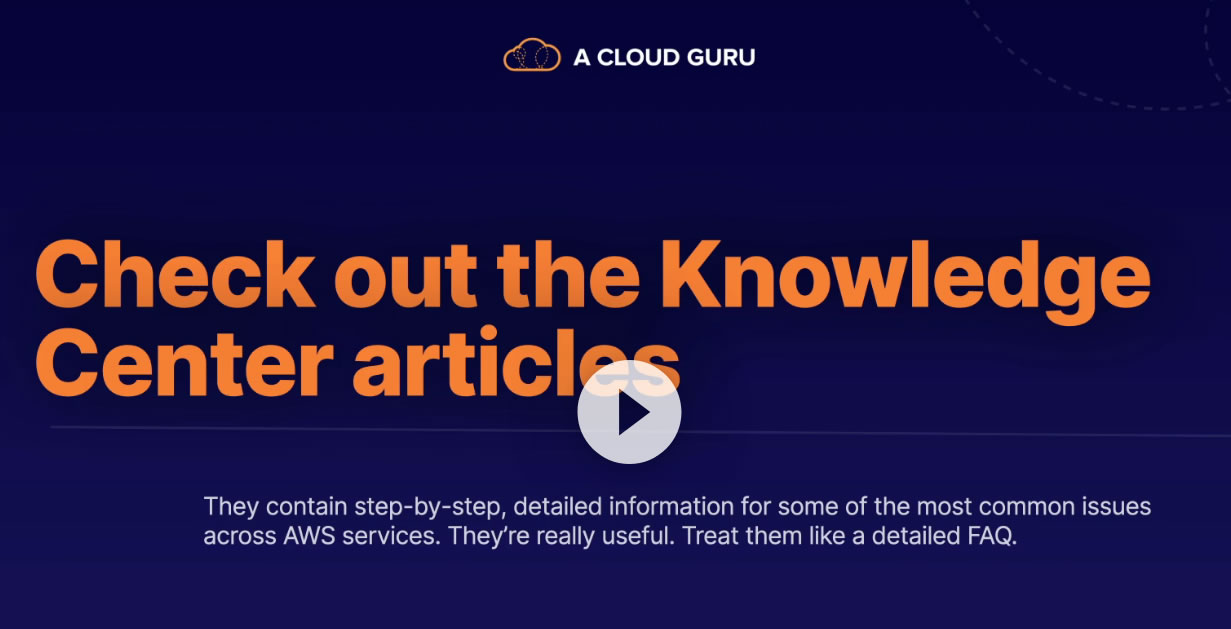 A CLOUD GURU
Check out the Knowledge
Center articles
They contain step-by-step, detailed information for some of the most common issues
across AWS services. They’re really useful. Treat them like a detailed FAQ.